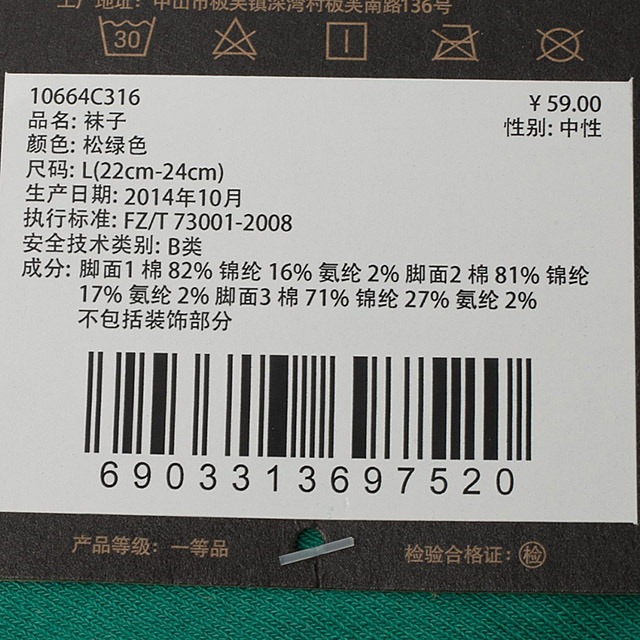 工厂地址: 中山市板芙镇深湾村板芙南路136号
30
10664C316
¥ 59.00
品名: 袜子
性别: 中性
颜色: 松绿色
尺码: L(22cm-24cm)
生产日期: 2014年10月
执行标准: FZ/T 73001-2008
安全技术类别: B类
成分: 脚面1 棉 82% 锦纶 16% 氨纶 2% 脚面2 棉 81% 锦纶
17% 氨纶 2% 脚面3 棉 71% 锦纶 27% 氨纶 2%
不包括装饰部分
6903313697520
产品等级: 一等品
检验合格证: 检